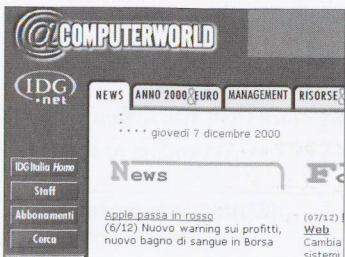 @COMPUTERWORLD
IDG
.net
NEWS
ANNO 2000&EURO
MANAGEMENT
RISORSE&
giovedì 7 dicembre 2000
IDG Italia Home
Staff
Abbonamenti
Cerca
News
Apple passa in rosso
(6/12) Nuovo warning sui profitti,
nuovo bagno di sangue in Borsa
(07/12)
Web
Cambia
sistemi